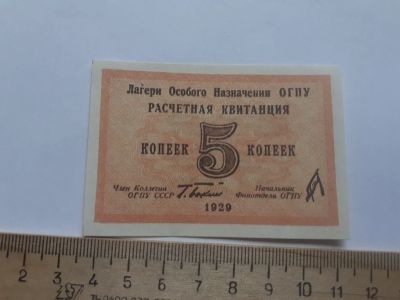 Лагери Особого Назначения ОГПУ
РАСЧЕТНАЯ КВИТАНЦИЯ
КОПЕЕК 5 КОПЕЕК
Член Коллегии Начальник
ОГПУ СССР Г. Бокий Финотдела ОГПУ
1929
2 3 4 5 6 7 8 9 10 11 12